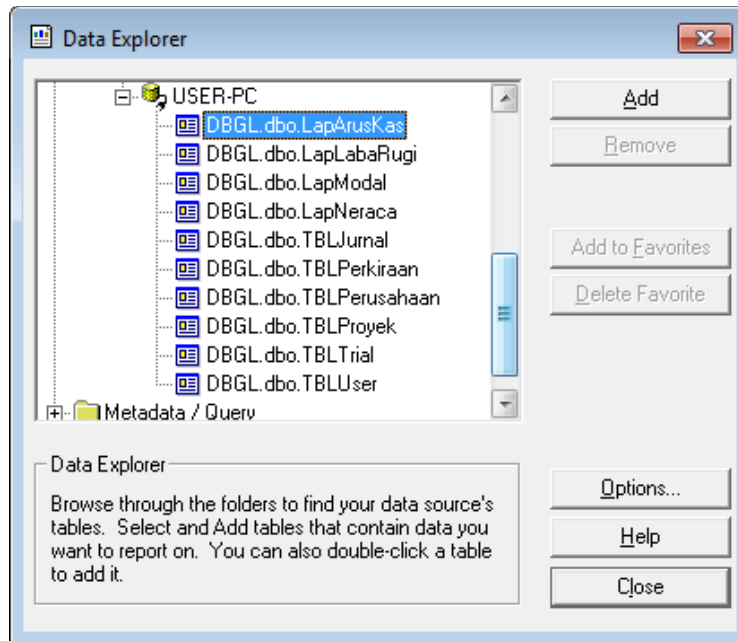 Data Explorer
USER-PC
DBGL.dbo.LapArusKas
DBGL.dbo.LapLabaRugi
DBGL.dbo.LapModal
DBGL.dbo.LapNeraca
DBGL.dbo.TBLJurnal
DBGL.dbo.TBLPerkiraan
DBGL.dbo.TBLPerusahaan
DBGL.dbo.TBLProyek
DBGL.dbo.TBLTrial
DBGL.dbo.TBLUser
Metadata / Query
Add
Remove
Add to Favorites
Delete Favorite
Data Explorer
Browse through the folders to find your data source's
tables. Select and Add tables that contain data you
want to report on. You can also double-click a table
to add it.
Options...
Help
Close